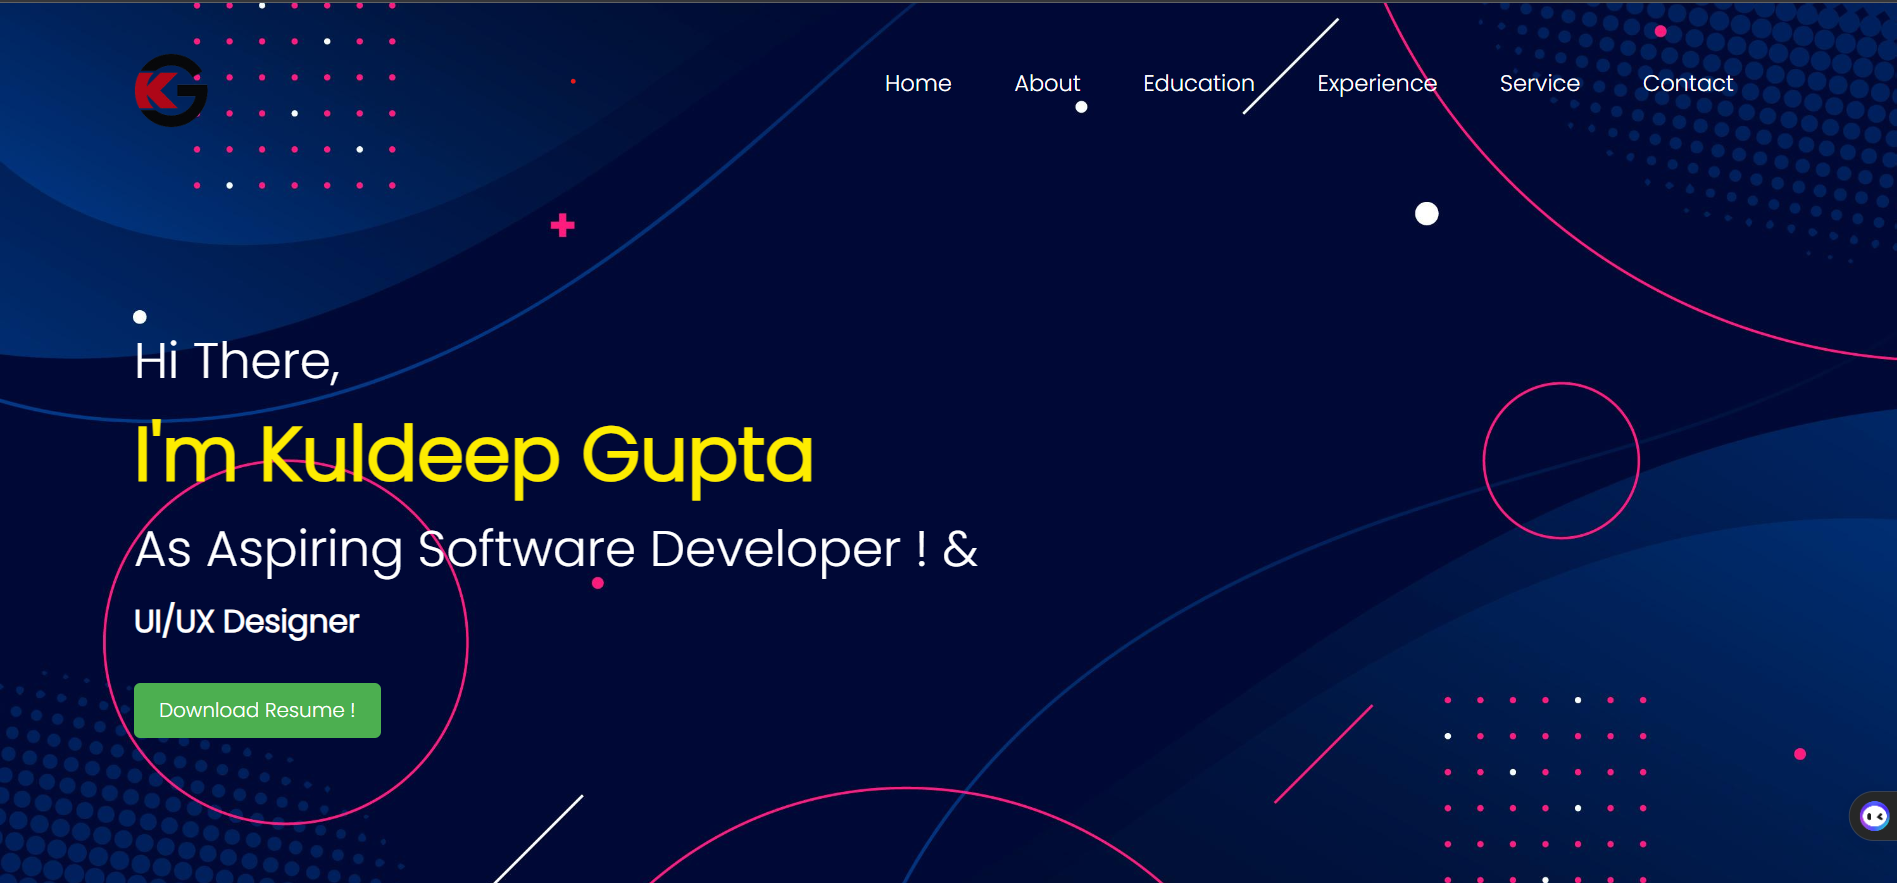 KG
Home About Education Experience Service Contact
Hi There,
I'm Kuldeep Gupta
As Aspiring Software Developer ! &
UI/UX Designer
Download Resume !